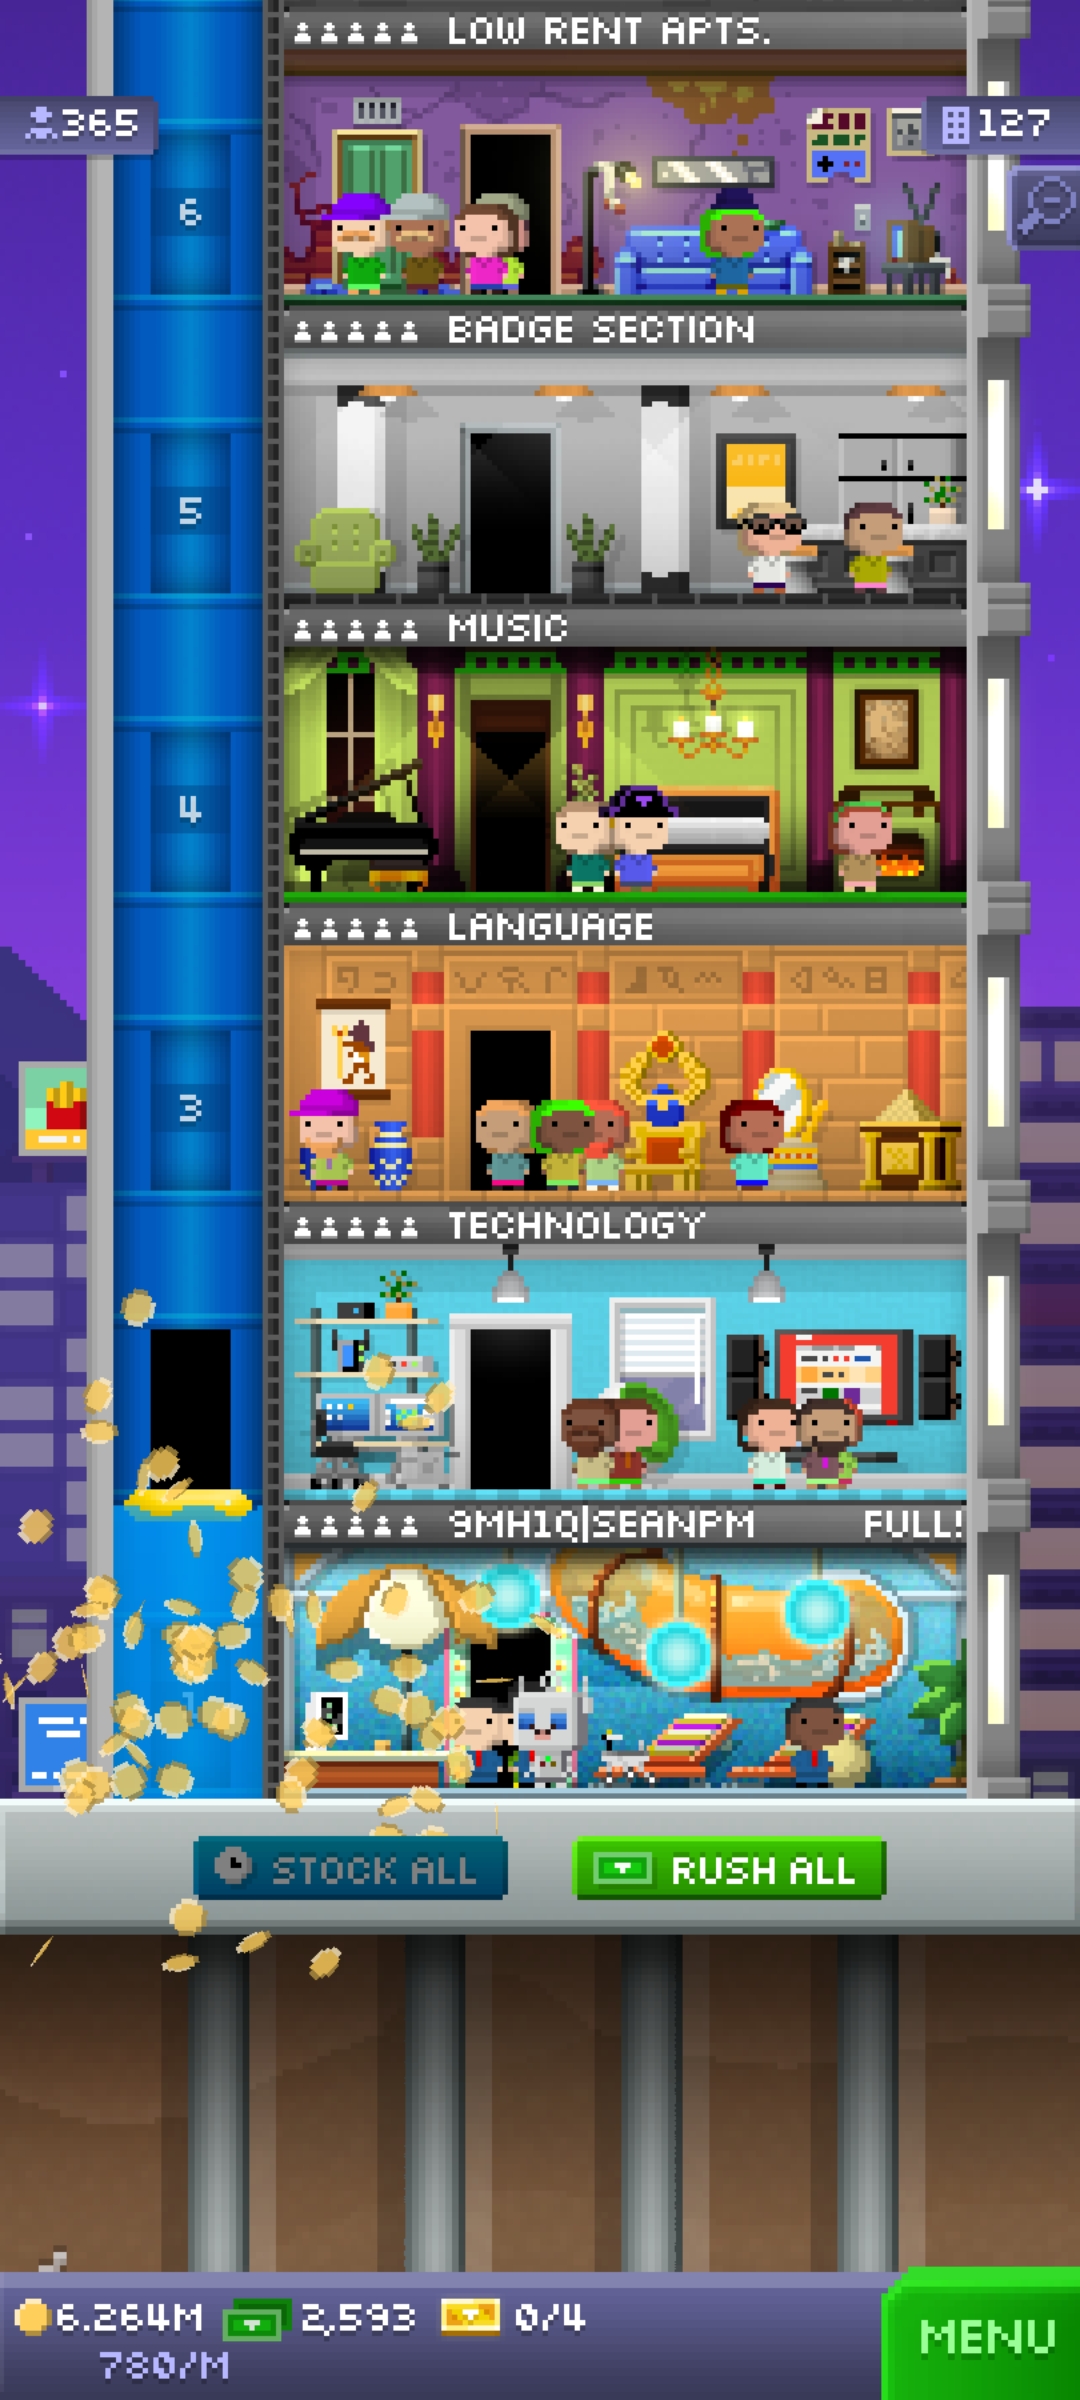 LOW RENT APTS.
365
127
6
BADGE SECTION
5
MUSIC
4
LANGUAGE
3
TECHNOLOGY
9MH1Q|SEANPM FULL!
STOCK ALL
RUSH ALL
6.264M 2,593 0/4
780/M
MENU